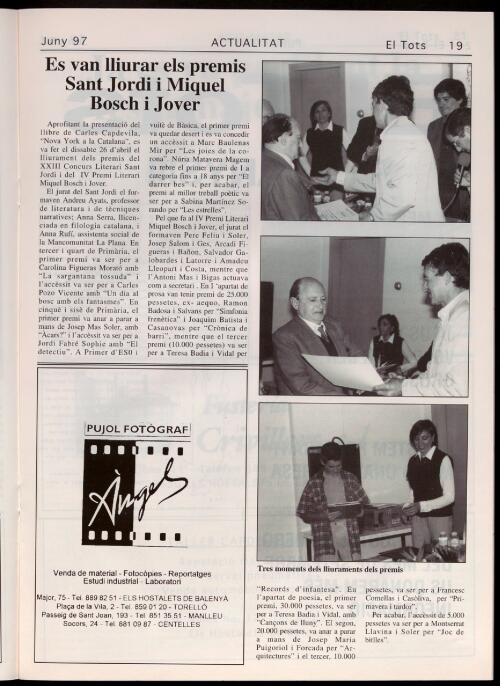 Juny 97
ACTUALITAT
El Tots 19
Es van lliurar els premis
Sant Jordi i Miquel
Bosch i Jover
Aprofitant la presentació del
llibre de Carles Capdevila,
"Nova York a la Catalana", es
va fer el dissabte 26 d'abril el
lliurament dels premis del
XXIII Concurs Literari Sant
Jordi i del IV Premi Literari
Miquel Bosch i Jover.
El jurat del Sant Jordi el for-
maven Andreu Ayats, professor
de literatura i de tècniques
narratives; Anna Serra, llicen-
ciada en filologia catalana, i
Anna Rufí, assistenta social de
la Mancomunitat La Plana. En
tercer i quart de Primària, el
primer premi va ser per a
Carolina Figueras Morató amb
"La sargantana tossuda" i
l'accèssit va ser per a Carles
Pozo Vicente amb "Un dia al
bosc amb els fantasmes". En
cinquè i sisè de Primària, el
primer premi va anar a parar a
mans de Josep Mas Soler, amb
"Àcars?" i l'accèssit va ser per a
Jordi Fabré Sophie amb "El
detectiu". A Primer d'ES0 i
vuitè de Bàsica, el primer premi
va quedar desert i es va concedir
un accèssit a Marc Baulenas
Mir per "Les joies de la co-
rona". Núria Matavera Magem
va rebre el primer premi de l a
categoria fins a 18 anys per "El
darrer bes" i, per acabar, el
premi al millor treball poètic va
ser per a Sabina Martínez So-
rando per "Les estrelles".
Pel que fa al IV Premi Literari
Miquel Bosch i Jover, el jurat el
formaven Pere Feliu i Soler,
Josep Salom i Ges, Arcadi Fi-
gueras i Bañon, Salvador Ga-
lobardes i Latorre i Amadeu
Lleopart i Costa, mentre que
l'Antoni Mas i Bigas actuava
com a secretari . En l 'apartat de
prosa van tenir premi de 25.000
pessetes, ex- aequo, Ramon
Badosa i Salvans per "Simfonia
frenètica" i Joaquim Batista i
Casanovas per "Crònica de
barri", mentre que el tercer
premi (10.000 pessetes) va ser
per a Teresa Badia i Vidal per
PUJOL FOTÒGRAF
Àngel
Venda de material - Fotocòpies - Reportatges
Estudi industrial - Laboratori
Major, 75 - Tel. 889 82 51 - ELS HOSTALETS DE BALENYÀ
Plaça de la Vila, 2 - Tel. 859 01 20 - TORELLÓ
Passeig de Sant Joan, 193 - Tel. 851 35 51 - MANLLEU
Socors, 24 - Tel. 881 09 87 - CENTELLES
Tres moments dels lliuraments dels premis
"Records d'infantesa". En
l'apartat de poesia, el primer
premi, 30.000 pessetes, va ser
per a Teresa Badia i Vidal, amb
"Cançons de lluny". El segon,
20.000 pessetes, va anar a parar
a mans de Josep Maria
Puigoriol i Forcada per "Ar-
quitectures" i el tercer, 10.000
pessetes, va ser per a Francesc
Cornellas i Casòliva, per "Pri-
mavera i tardor".
Per acabar, l'accèssit de 5.000
pessetes va ser per a Montserrat
Llavina i Soler per "Joc de
bitlles".